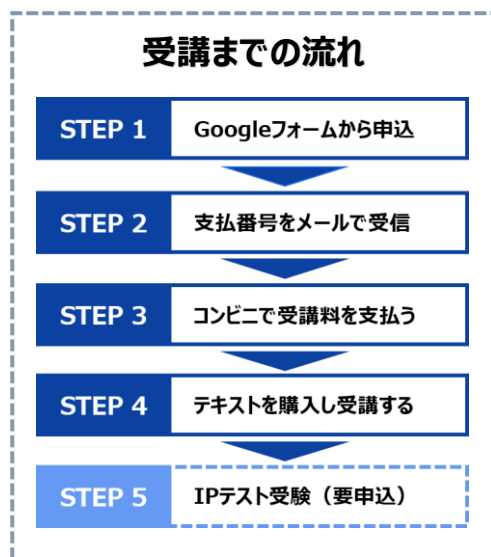 受講までの流れ
STEP 1 Googleフォームから申込
STEP 2 支払番号をメールで受信
STEP 3 コンビニで受講料を支払う
STEP 4 テキストを購入し受講する
STEP 5 IPテスト受験（要申込）